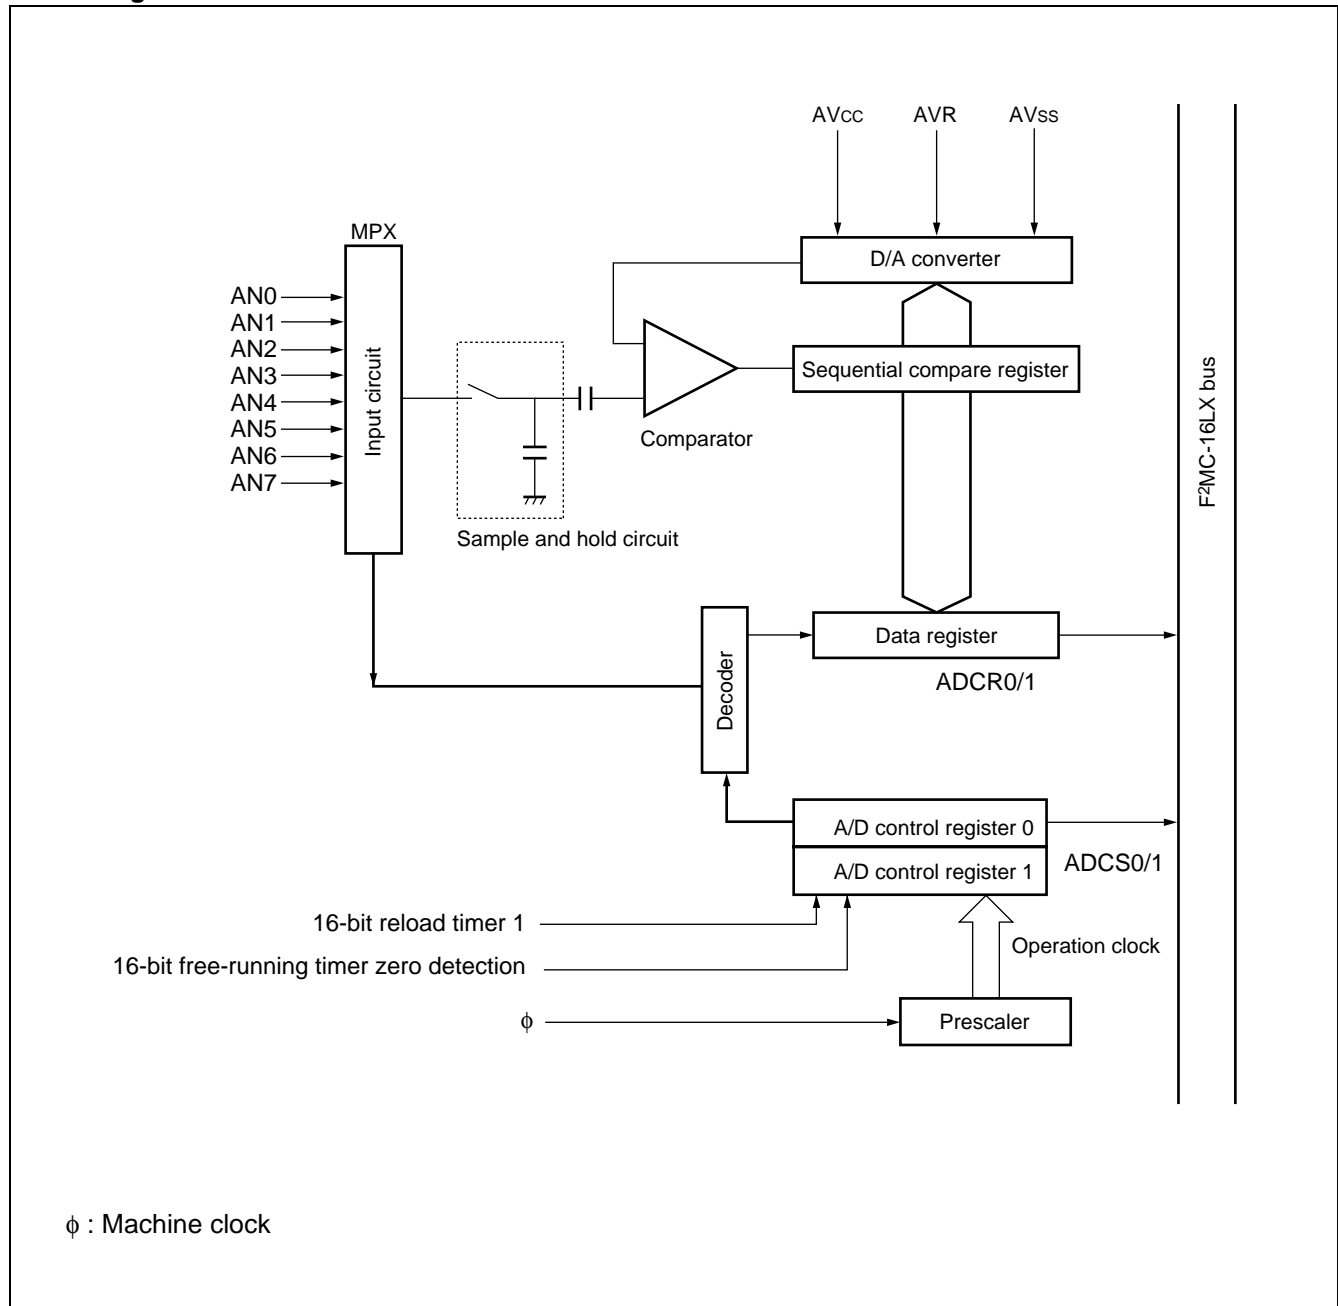 AVCC AVR AVSS
MPX
D/A converter
AN0
AN1
AN2
AN3
AN4
AN5
AN6
AN7
Input circuit
Sequential compare register
Comparator
F²MC-16LX bus
Sample and hold circuit
Decoder
Data register
ADCR0/1
A/D control register 0
A/D control register 1
ADCS0/1
16-bit reload timer 1
Operation clock
16-bit free-running timer zero detection
ϕ
Prescaler
ϕ : Machine clock